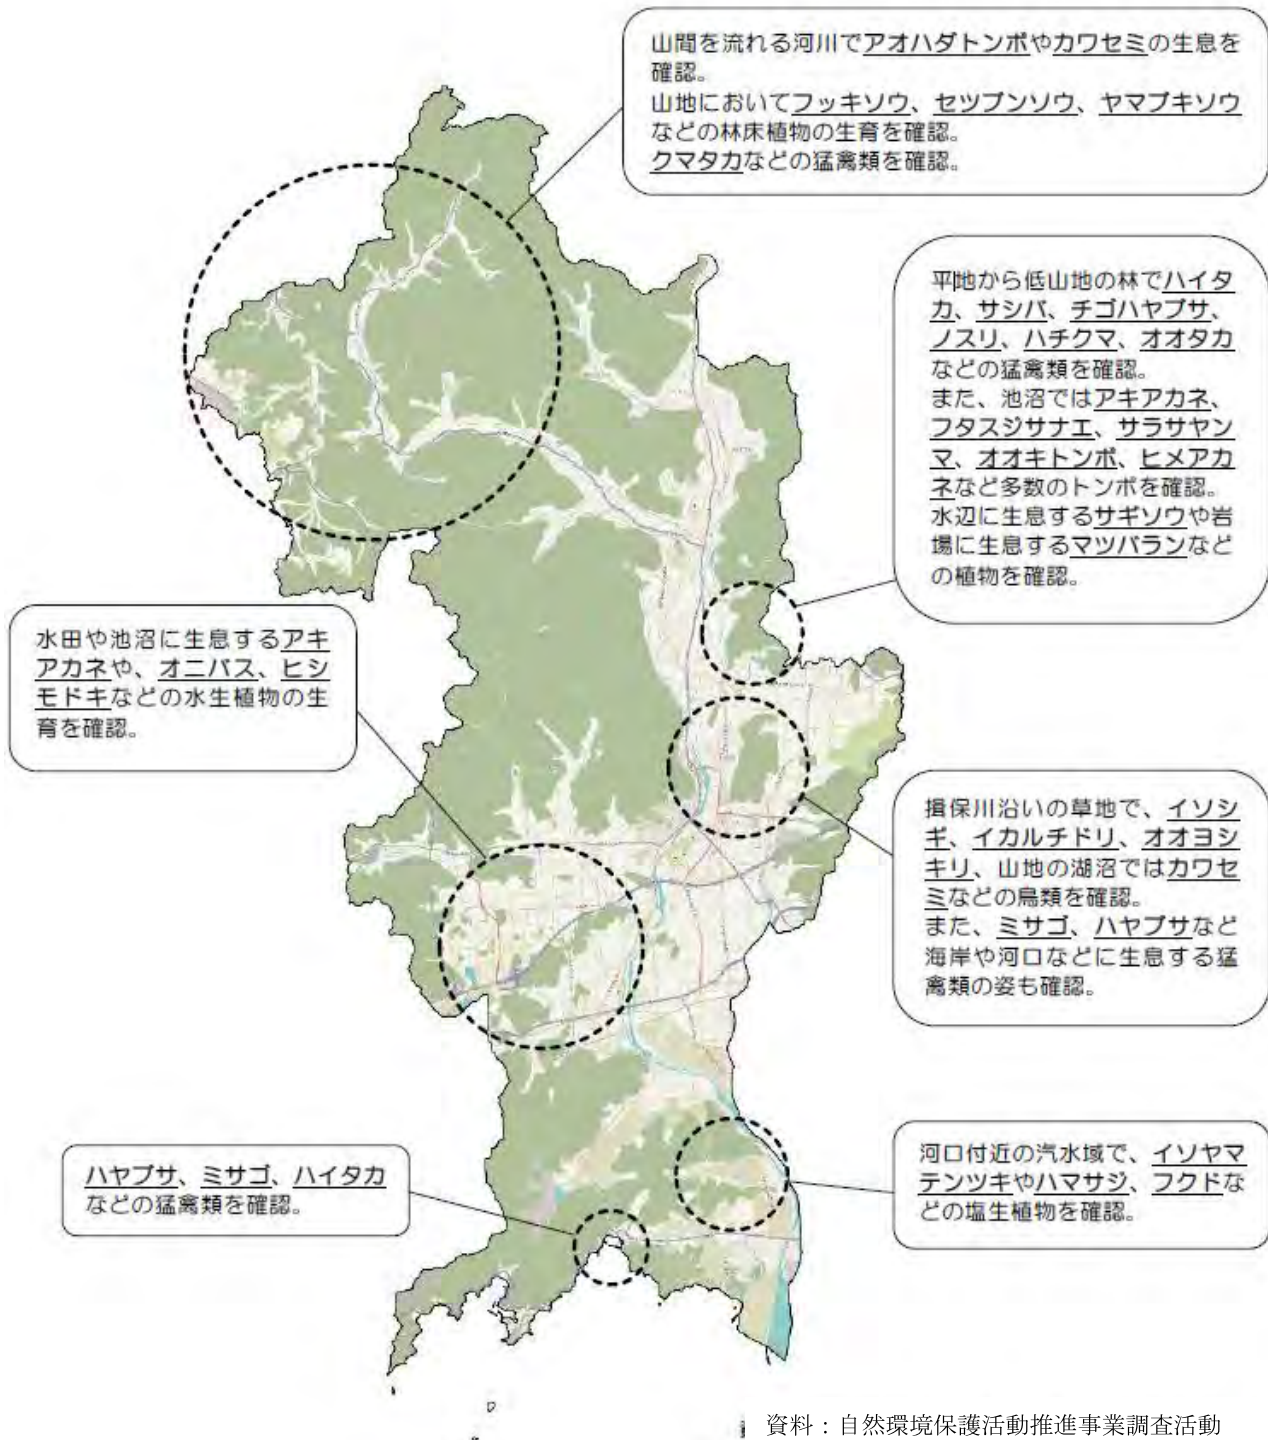 山間を流れる河川でアオハダトンボやカワセミの生息を
確認。
山地においてフッキソウ、セツブンソウ、ヤマブキソウ
などの林床植物の生育を確認。
クマタカなどの猛禽類を確認。
平地から低山地の林でハイタ
カ、サシバ、チゴハヤブサ、
ノスリ、ハチクマ、オオタカ
などの猛禽類を確認。
また、池沼ではアキアカネ、
フタスジサナエ、サラサヤン
マ、オオキトンボ、ヒメアカ
ネなど多数のトンボを確認。
水辺に生息するサギソウや岩
場に生息するマツバランなど
の植物を確認。
水田や池沼に生息するアキ
アカネや、オニバス、ヒシ
モドキなどの水生植物の生
育を確認。
揖保川沿いの草地で、イソシ
ギ、イカルチドリ、オオヨシ
キリ、山地の湖沼ではカワセ
ミなどの鳥類を確認。
また、ミサゴ、ハヤブサなど
海岸や河口などに生息する猛
禽類の姿も確認。
ハヤブサ、ミサゴ、ハイタカ
などの猛禽類を確認。
河口付近の汽水域で、イソヤマ
テンツキやハマサジ、フクドな
どの塩生植物を確認。
資料：自然環境保護活動推進事業調査活動